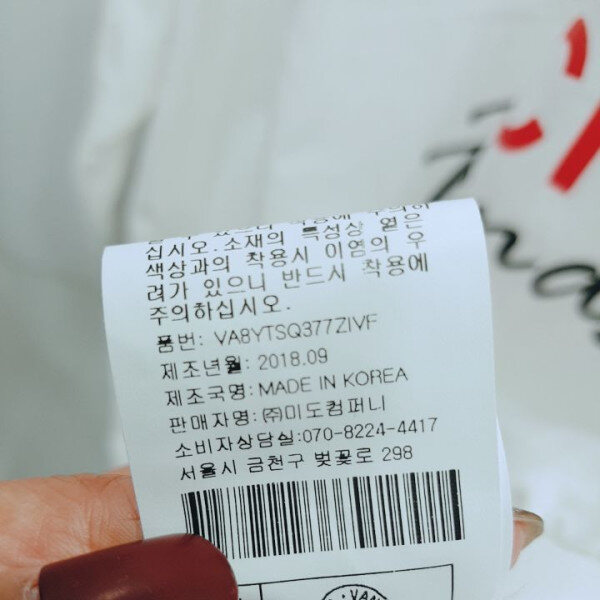 십시오.소재의 특성상 옅은
색상과의 착용시 이염의 우
려가 있으니 반드시 착용에
주의하십시오.
품번: VA8YTSQ377ZIVF
제조년월: 2018.09
제조국명: MADE IN KOREA
판매자명: ㈜미도컴퍼니
소비자상담실:070-8224-4417
서울시 금천구 벚꽃로 298